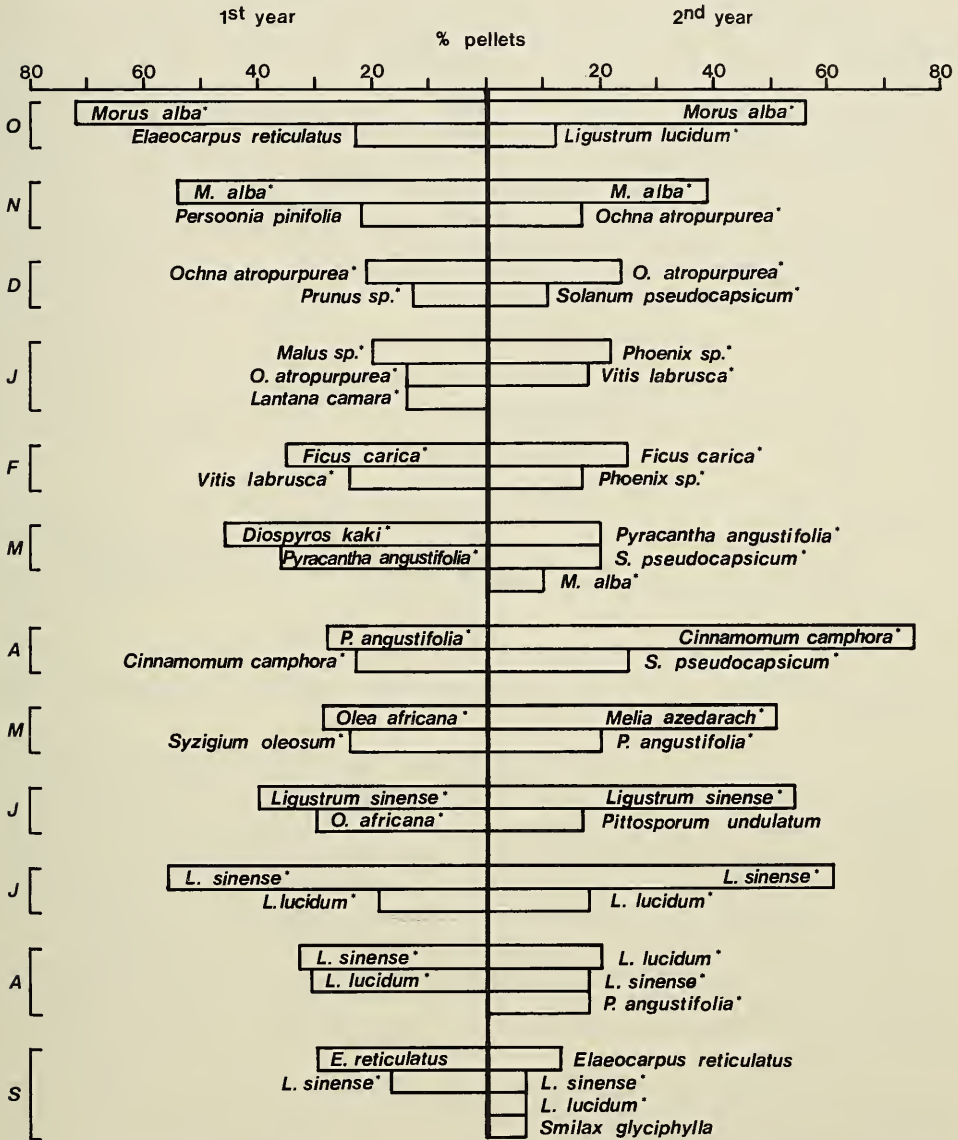 1st year 2nd year
% pellets
80 60 40 20 20 40 60 80
O
Morus alba* Morus alba*
Elaeocarpus reticulatus Ligustrum lucidum*
N
M. alba* M. alba*
Persoonia pinifolia Ochna atropurpurea*
D
Ochna atropurpurea* O. atropurpurea*
Prunus sp.* Solanum pseudocapsicum*
J
Malus sp.* Phoenix sp.*
O. atropurpurea* Vitis labrusca*
Lantana camara*
F
Ficus carica* Ficus carica*
Vitis labrusca* Phoenix sp.*
M
Diospyros kaki* Pyracantha angustifolia*
Pyracantha angustifolia* S. pseudocapsicum*
M. alba*
A
P. angustifolia* Cinnamomum camphora*
Cinnamomum camphora* S. pseudocapsicum*
M
Olea africana* Melia azedarach*
Syzigium oleosum* P. angustifolia*
J
Ligustrum sinense* Ligustrum sinense*
O. africana* Pittosporum undulatum
J
L. sinense* L. sinense*
L. lucidum* L. lucidum*
A
L. sinense* L. lucidum*
L. lucidum* L. sinense*
P. angustifolia*
S
E. reticulatus Elaeocarpus reticulatus
L. sinense* L. sinense*
L. lucidum*
Smilax glyciphylla